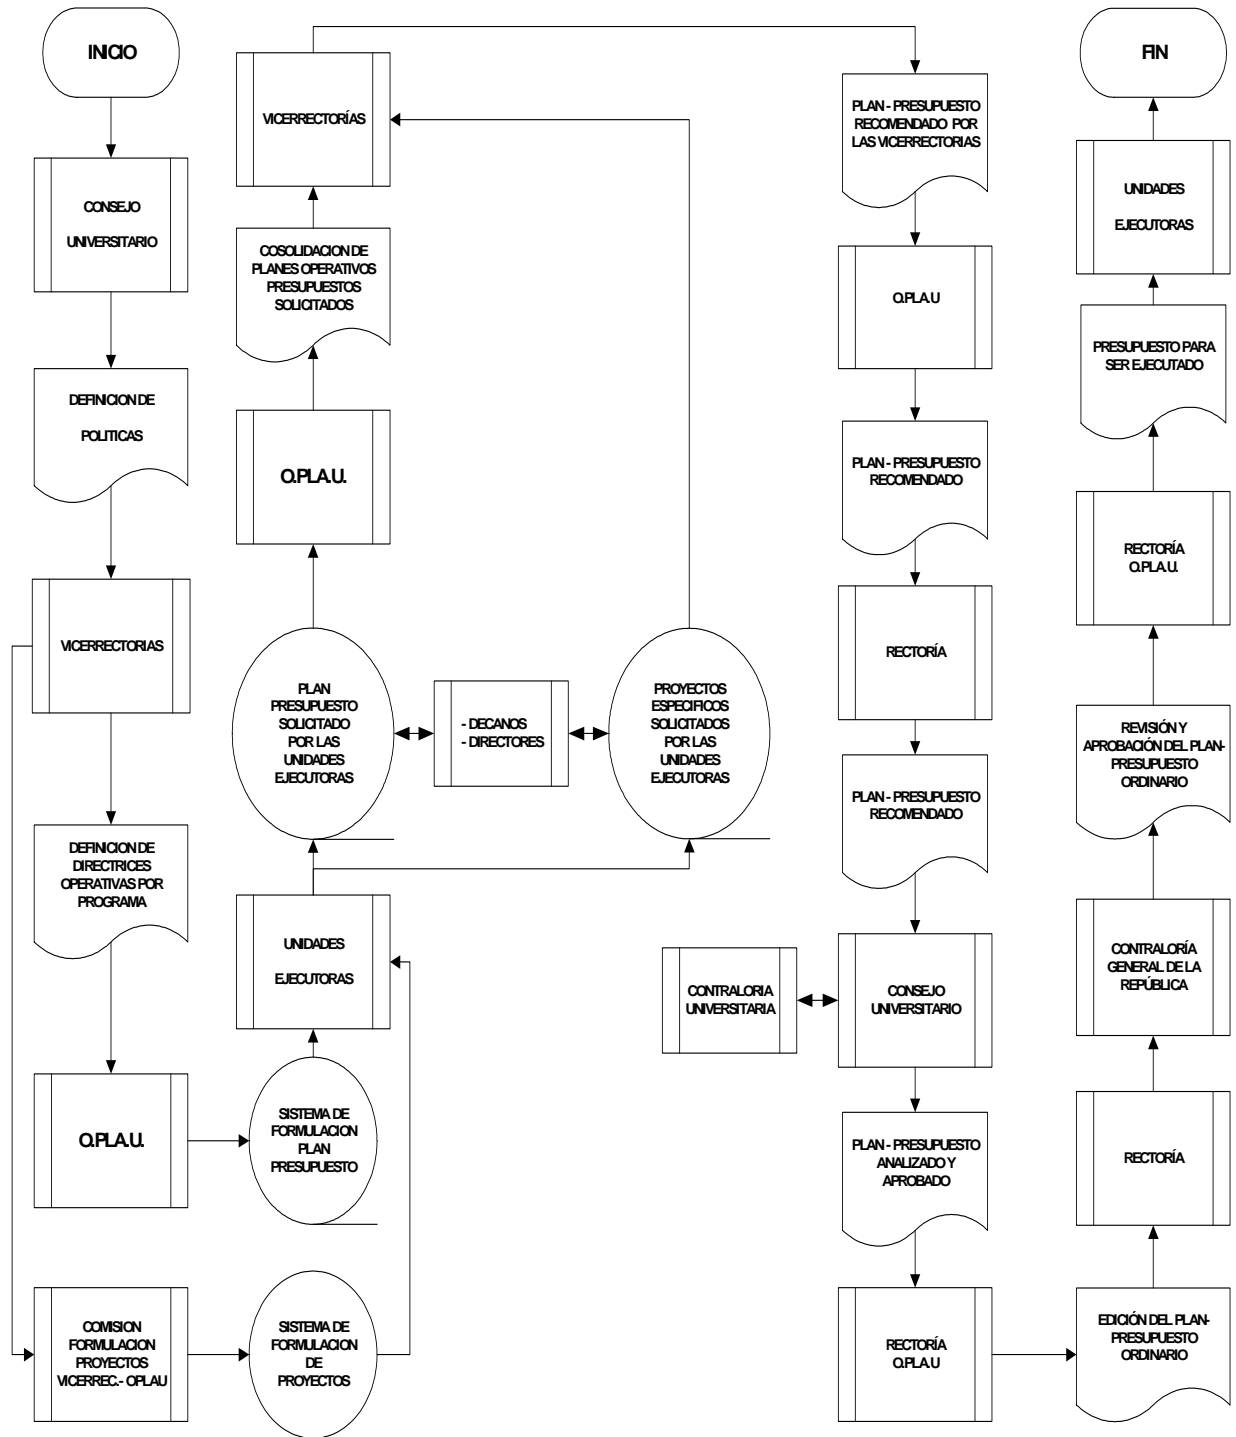 INICIO
CONSEJO
UNIVERSITARIO
DEFINICION DE
POLITICAS
VICERRECTORIAS
DEFINICION DE
DIRECTRICES
OPERATIVAS POR
PROGRAMA
O.PLA.U.
COMISION
FORMULACION
PROYECTOS
VICERREC.- OPLAU
VICERRECTORÍAS
COSOLIDACION DE
PLANES OPERATIVOS
PRESUPUESTOS
SOLICITADOS
O.PLA.U.
PLAN
PRESUPUESTO
SOLICITADO
POR LAS
UNIDADES
EJECUTORAS
- DECANOS
- DIRECTORES
PROYECTOS
ESPECIFICOS
SOLICITADOS
POR LAS
UNIDADES
EJECUTORAS
UNIDADES
EJECUTORAS
SISTEMA DE
FORMULACION
PLAN
PRESUPUESTO
SISTEMA DE
FORMULACION
DE
PROYECTOS
PLAN - PRESUPUESTO
RECOMENDADO POR
LAS VICERRECTORIAS
O.PLA.U
PLAN - PRESUPUESTO
RECOMENDADO
RECTORÍA
PLAN - PRESUPUESTO
RECOMENDADO
CONTRALORIA
UNIVERSITARIA
CONSEJO
UNIVERSITARIO
PLAN - PRESUPUESTO
ANALIZADO Y
APROBADO
RECTORÍA
O.PLA.U
FIN
UNIDADES
EJECUTORAS
PRESUPUESTO PARA
SER EJECUTADO
RECTORÍA
O.PLA.U.
REVISIÓN Y
APROBACIÓN DEL PLAN-
PRESUPUESTO
ORDINARIO
CONTRALORÍA
GENERAL DE LA
REPÚBLICA
RECTORÍA
EDICIÓN DEL PLAN-
PRESUPUESTO
ORDINARIO